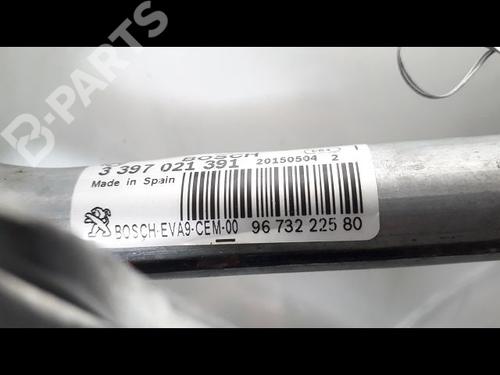 B-PARTS
BOSCH
3 397 021 391 20150504 2
Made in Spain
BOSCH-EVA9-CEM-00 96 732 225 80